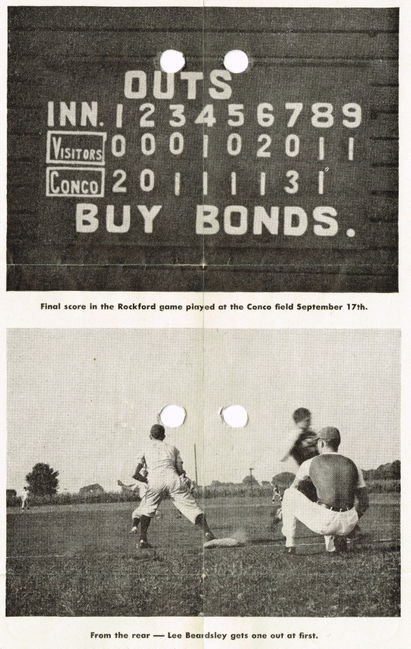 OUTS
INN. 1 2 3 4 5 6 7 8 9
VISITORS 0 0 0 1 0 2 0 1 1
CONCO 2 0 1 1 1 1 3 1
BUY BONDS.
Final score in the Rockford game played at the Conco field September 17th.
From the rear — Lee Beardsley gets one out at first.